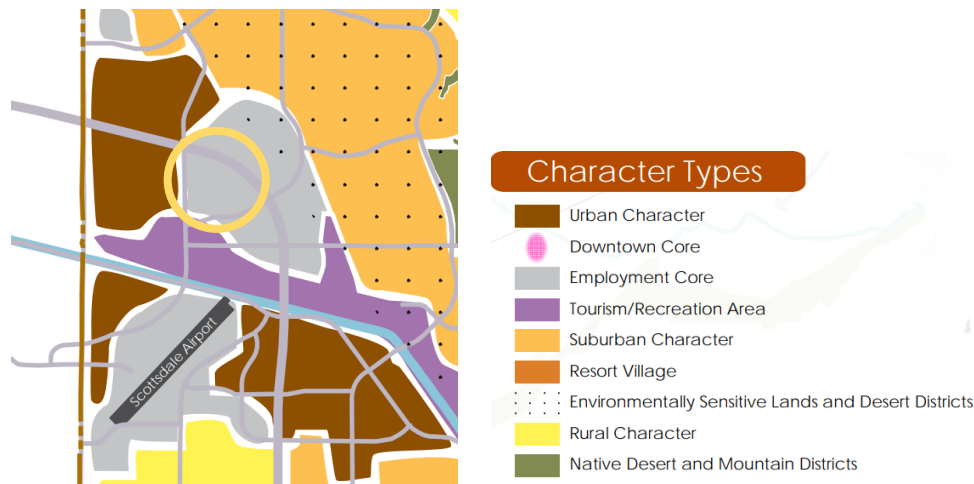 Scottsdale Airport
Character Types
Urban Character
Downtown Core
Employment Core
Tourism/Recreation Area
Suburban Character
Resort Village
Environmentally Sensitive Lands and Desert Districts
Rural Character
Native Desert and Mountain Districts